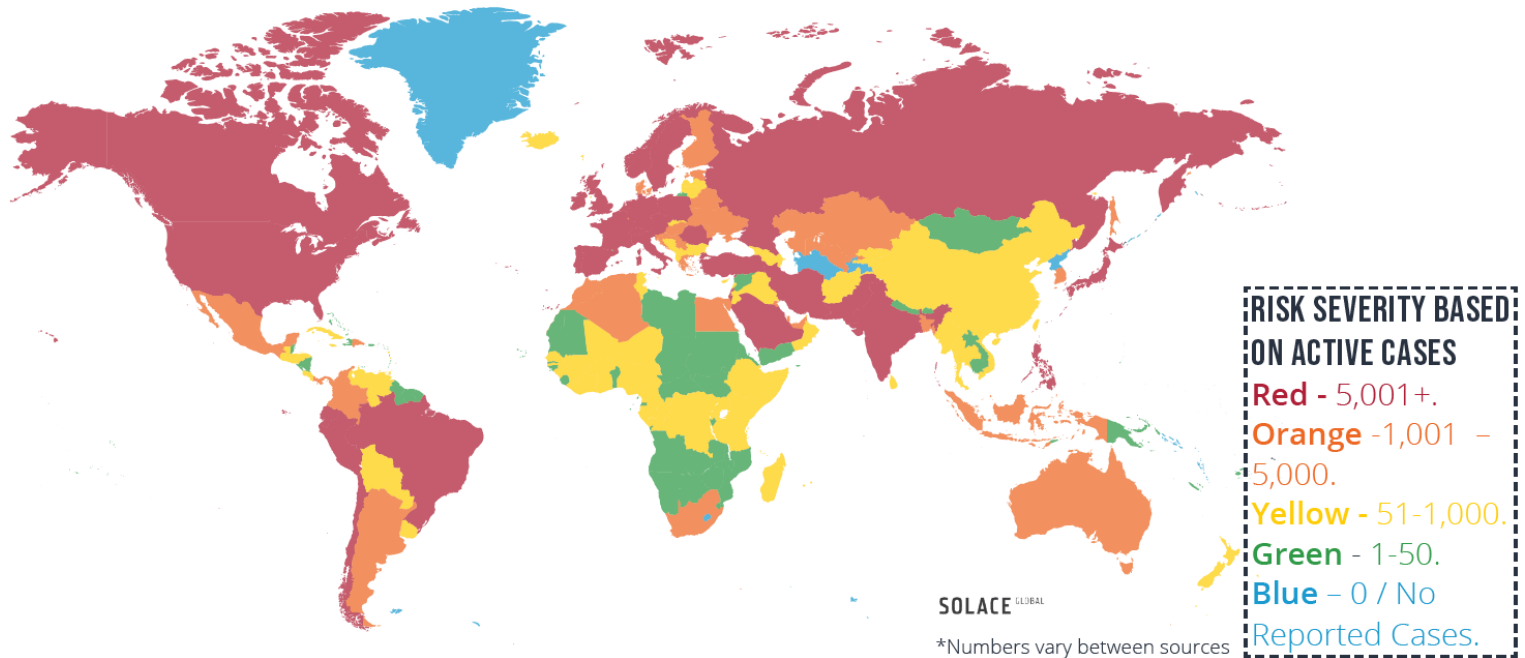 RISK SEVERITY BASED
ON ACTIVE CASES
Red - 5,001+.
Orange -1,001 –
5,000.
Yellow - 51-1,000.
Green - 1-50.
Blue – 0 / No
Reported Cases.
SOLACE GLOBAL
*Numbers vary between sources